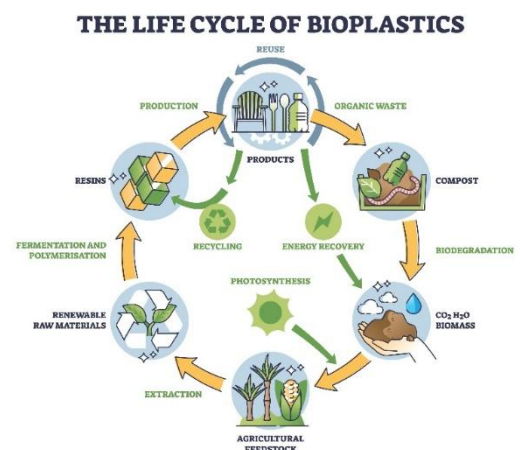 THE LIFE CYCLE OF BIOPLASTICS
REUSE
PRODUCTION
ORGANIC WASTE
PRODUCTS
RESINS
COMPOST
RECYCLING
ENERGY RECOVERY
FERMENTATION AND
POLYMERISATION
BIODEGRADATION
PHOTOSYNTHESIS
RENEWABLE
RAW MATERIALS
CO₂ H₂O
BIOMASS
EXTRACTION
AGRICULTURAL
FEEDSTOCK